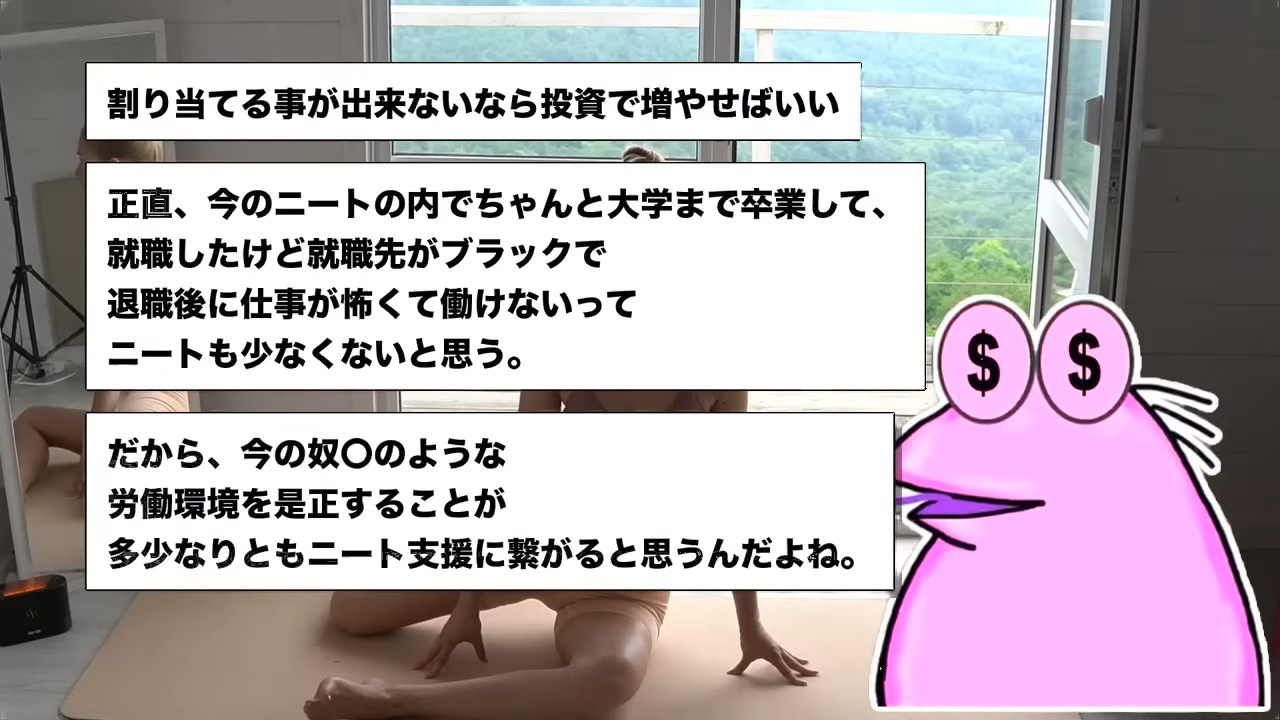 割り当てる事が出来ないなら投資で増やせばいい
正直、今のニートの内でちゃんと大学まで卒業して、
就職したけど就職先がブラックで
退職後に仕事が怖くて働けないって
ニートも少なくないと思う。
だから、今の奴〇のような
労働環境を是正することが
多少なりともニート支援に繋がると思うんだよね。
$ $